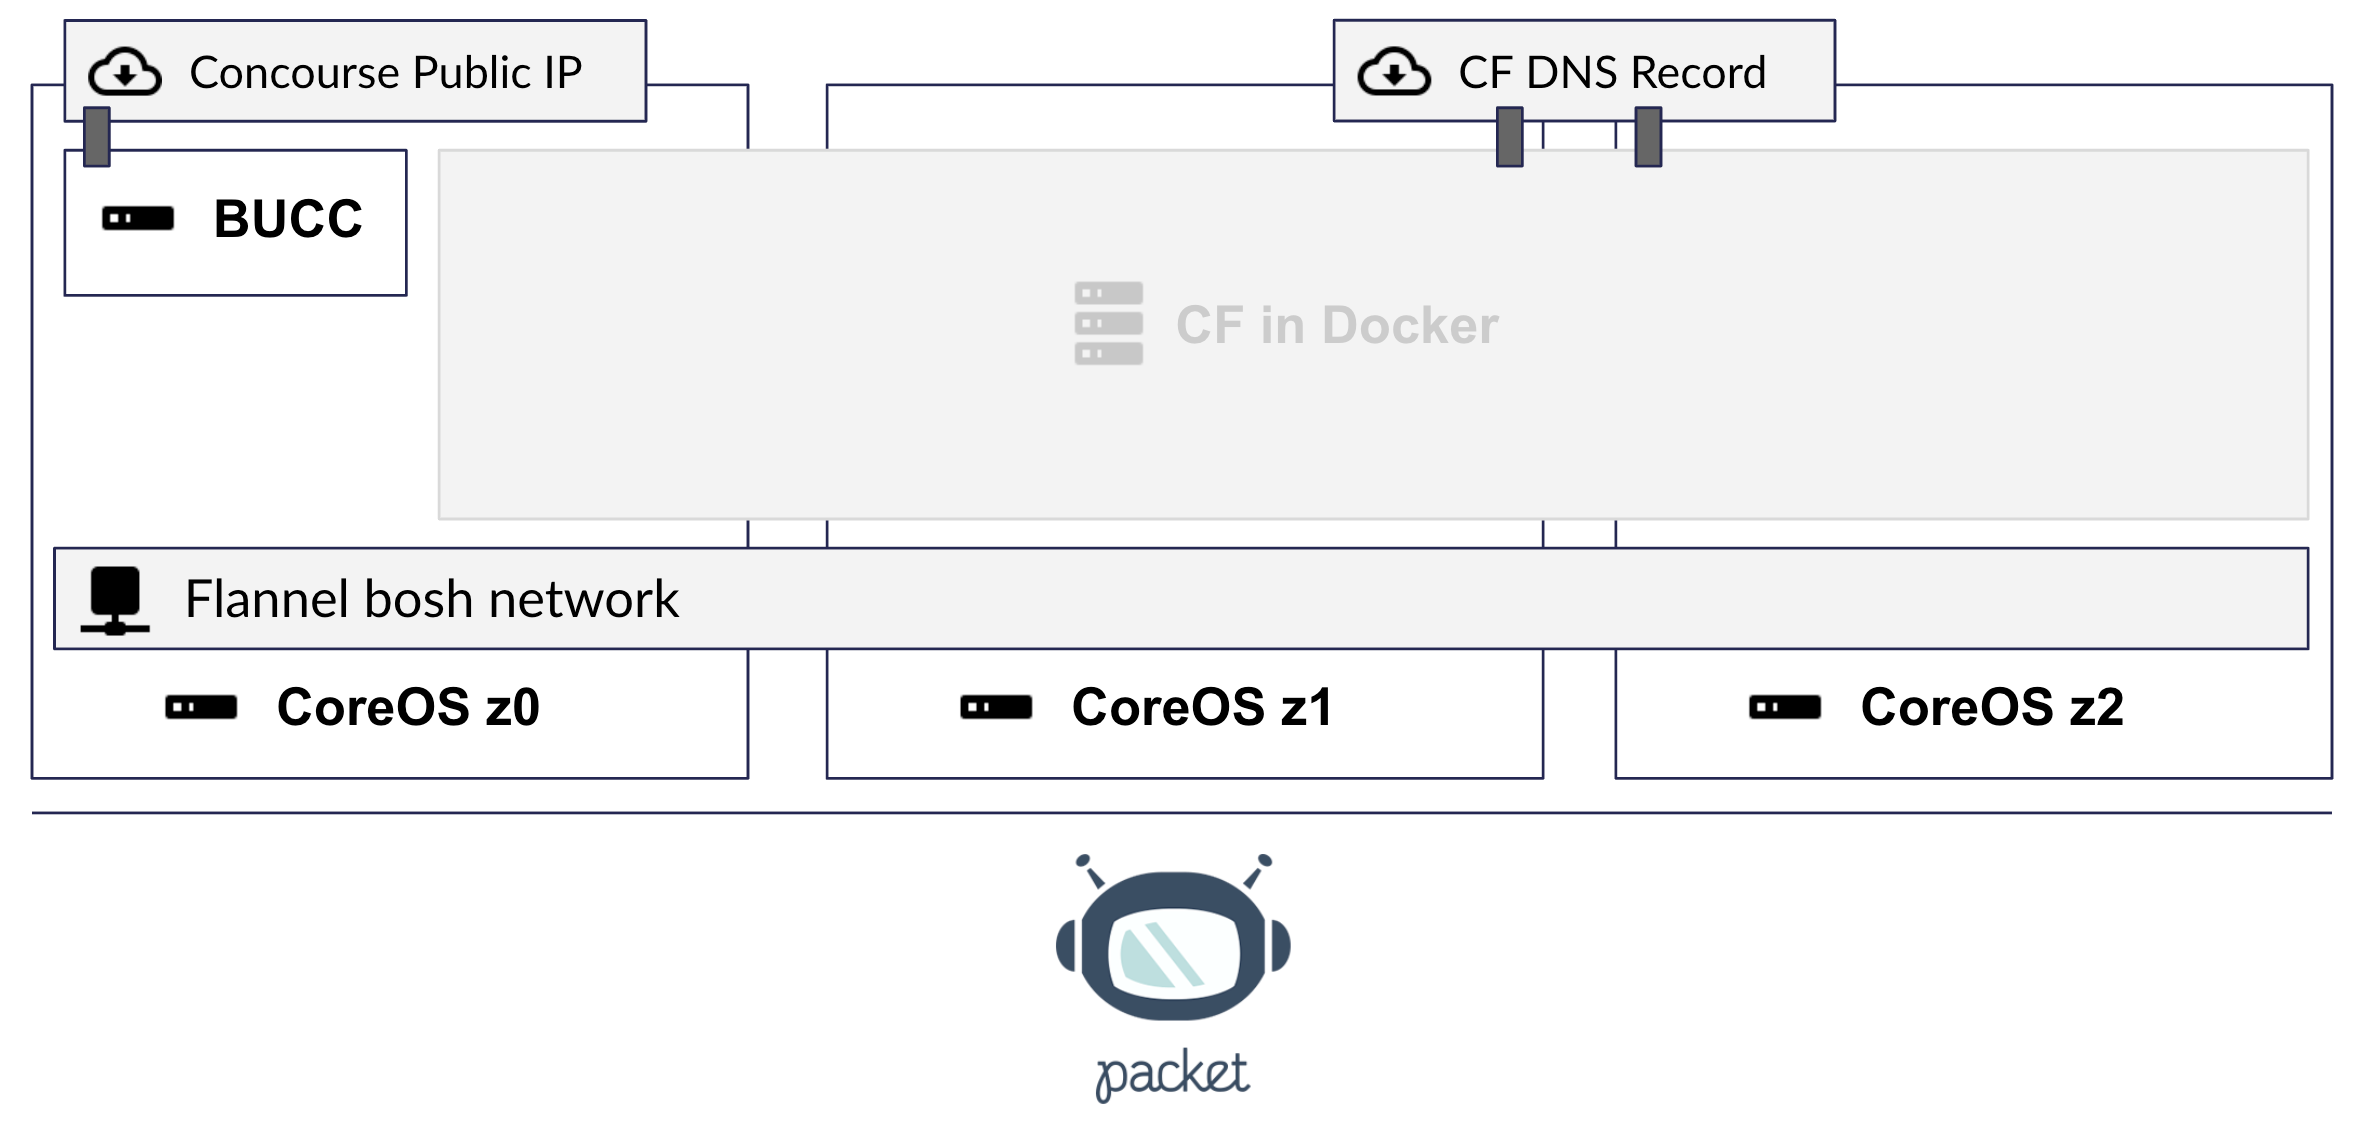 Concourse Public IP
CF DNS Record
BUCC
CF in Docker
Flannel bosh network
CoreOS z0
CoreOS z1
CoreOS z2
packet